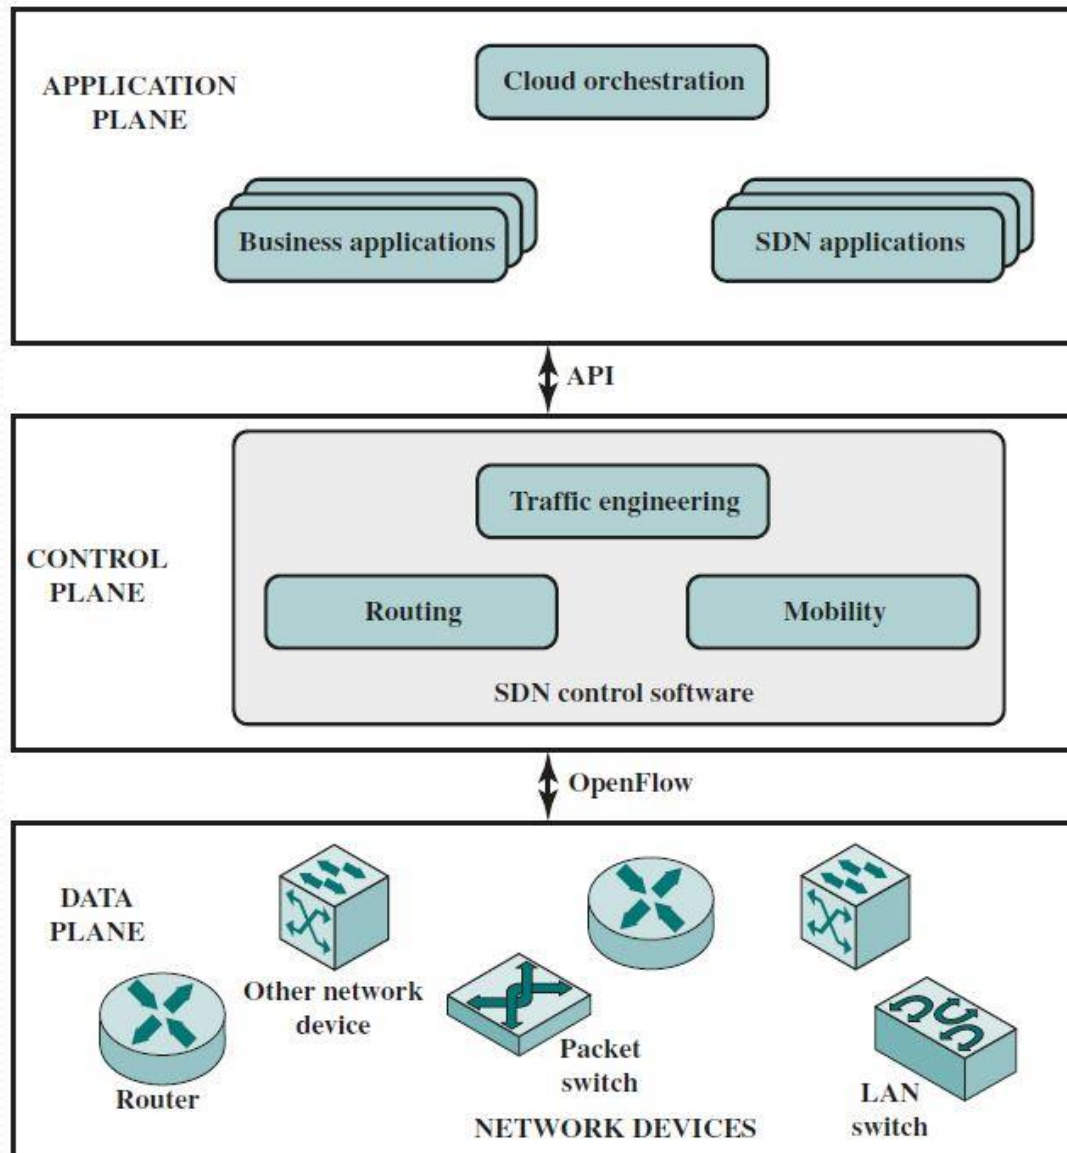 APPLICATION
PLANE
Cloud orchestration
Business applications
SDN applications
API
CONTROL
PLANE
Traffic engineering
Routing
Mobility
SDN control software
OpenFlow
DATA
PLANE
Other network
device
Router
Packet
switch
LAN
switch
NETWORK DEVICES